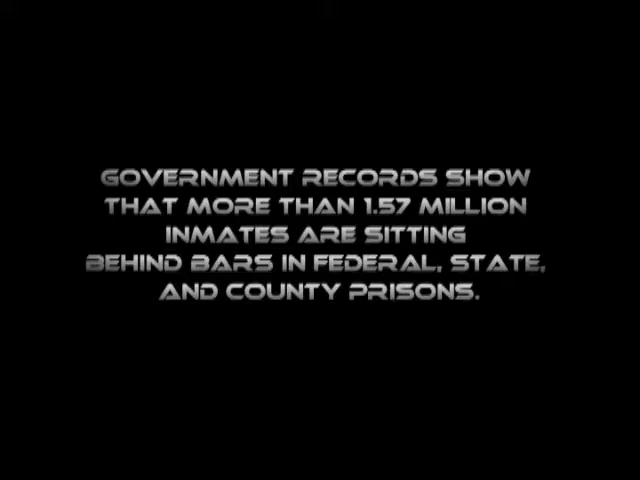 GOVERNMENT RECORDS SHOW
THAT MORE THAN 1.57 MILLION
INMATES ARE SITTING
BEHIND BARS IN FEDERAL, STATE,
AND COUNTY PRISONS.